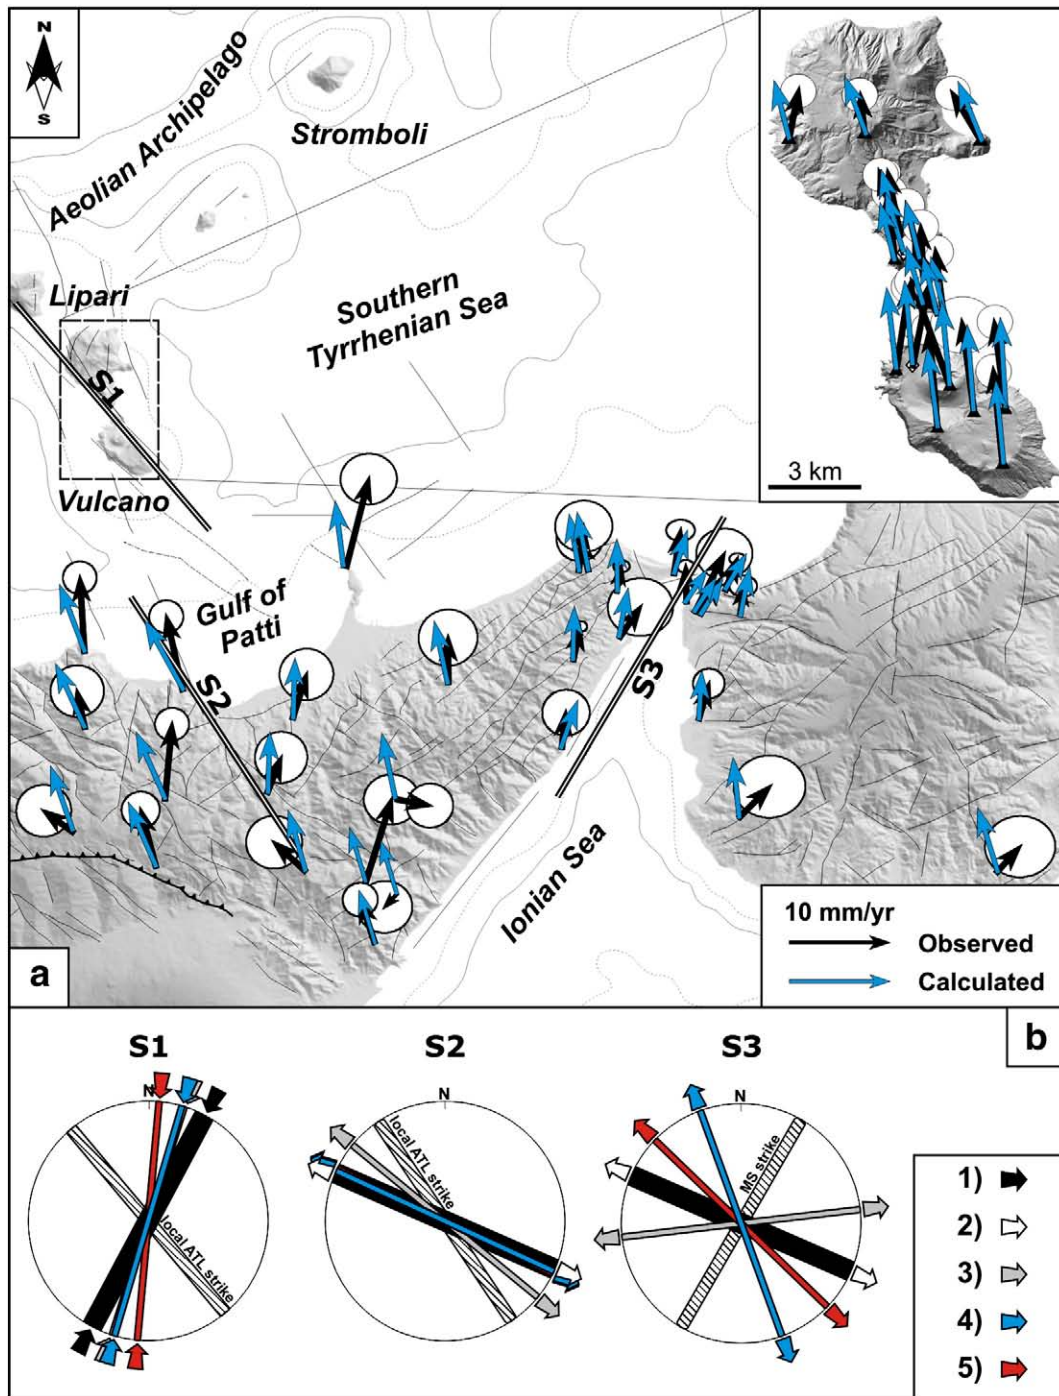 N
S
Aeolian Archipelago
Stromboli
Lipari
S1
Vulcano
Southern
Tyrrhenian Sea
3 km
Gulf of
Patti
S2
S3
Ionian Sea
10 mm/yr
Observed
Calculated
a
b
S1
S2
S3
N
local ATL strike
N
local ATL strike
N
MS strike
1)
2)
3)
4)
5)